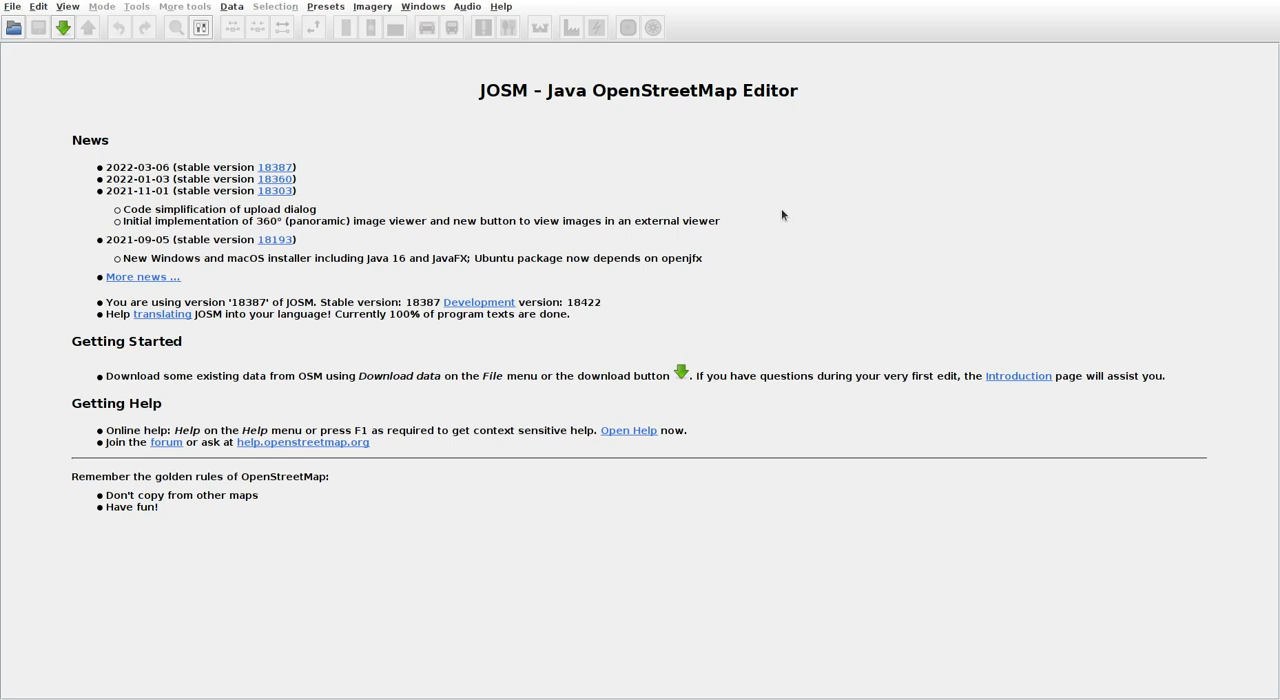 File Edit View Mode Tools More tools Data Selection Presets Imagery Windows Audio Help
JOSM – Java OpenStreetMap Editor
News
● 2022-03-06 (stable version 18387)
● 2022-01-03 (stable version 18360)
● 2021-11-01 (stable version 18303)
○ Code simplification of upload dialog
○ Initial implementation of 360° (panoramic) image viewer and new button to view images in an external viewer
● 2021-09-05 (stable version 18193)
○ New Windows and macOS installer including Java 16 and JavaFX; Ubuntu package now depends on openjfx
● More news ...
● You are using version '18387' of JOSM. Stable version: 18387 Development version: 18422
● Help translating JOSM into your language! Currently 100% of program texts are done.
Getting Started
● Download some existing data from OSM using Download data on the File menu or the download button . If you have questions during your very first edit, the Introduction page will assist you.
Getting Help
● Online help: Help on the Help menu or press F1 as required to get context sensitive help. Open Help now.
● Join the forum or ask at help.openstreetmap.org
Remember the golden rules of OpenStreetMap:
● Don't copy from other maps
● Have fun!